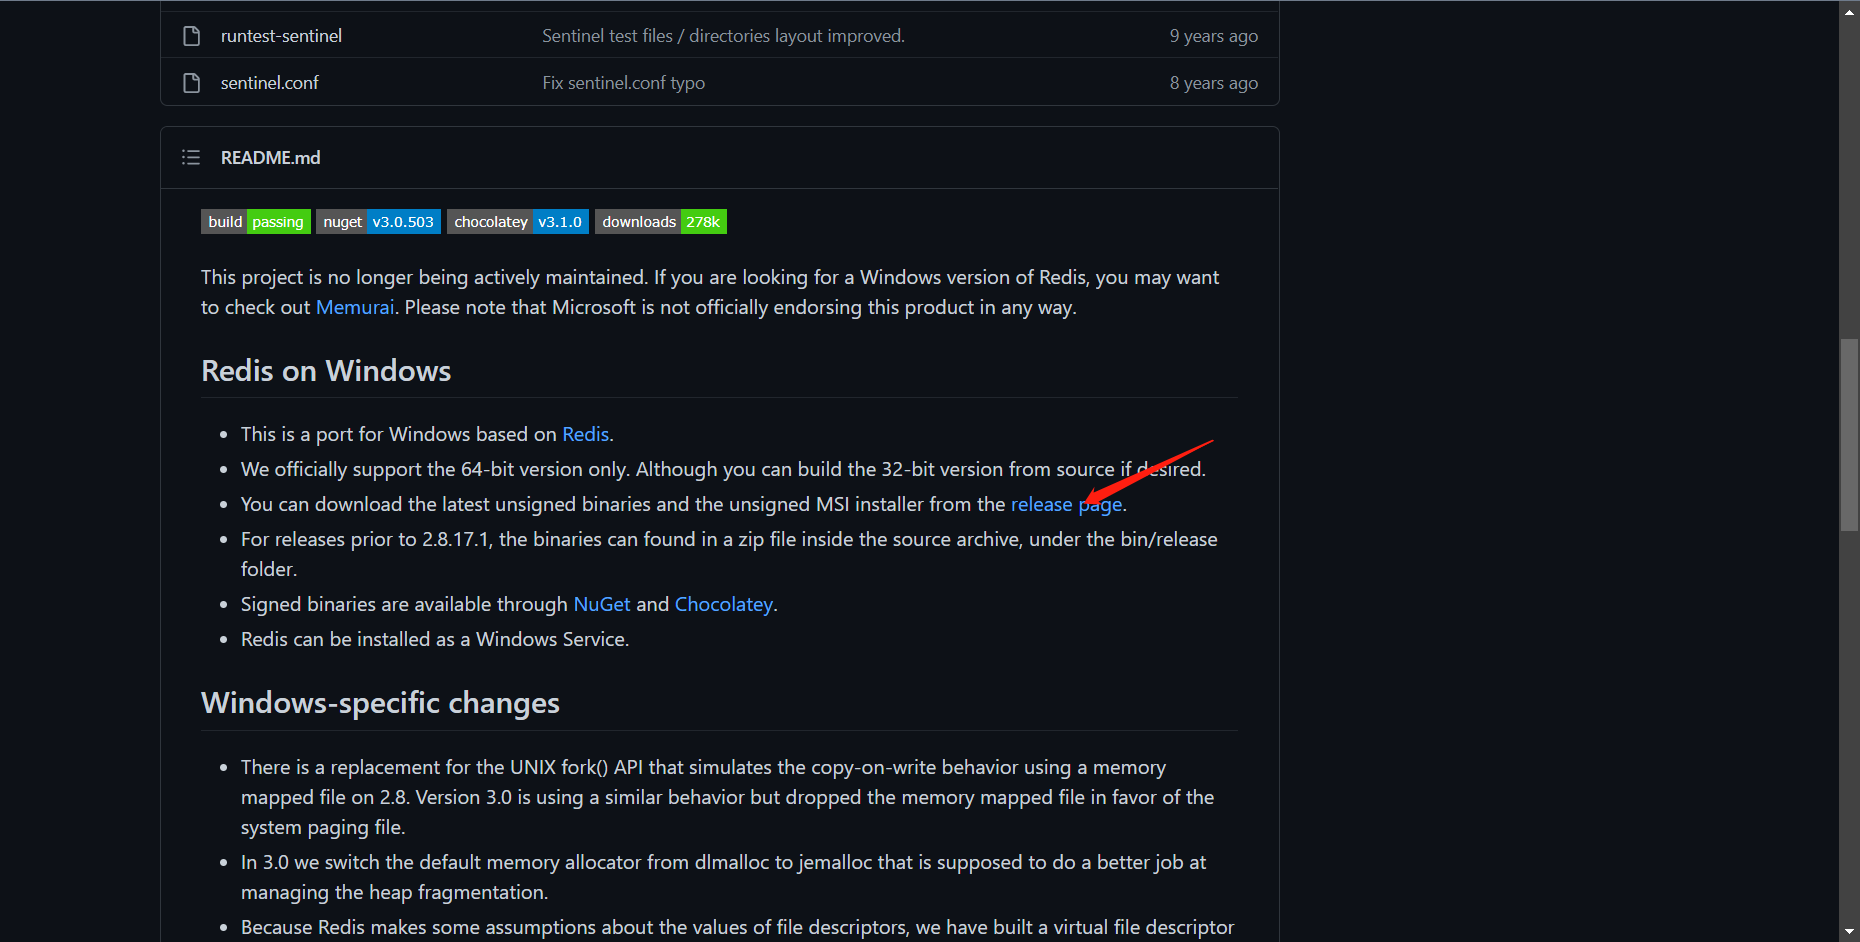 runtest-sentinel Sentinel test files / directories layout improved. 9 years ago
sentinel.conf Fix sentinel.conf typo 8 years ago
README.md
build passing nuget v3.0.503 chocolatey v3.1.0 downloads 278k
This project is no longer being actively maintained. If you are looking for a Windows version of Redis, you may want
to check out Memurai. Please note that Microsoft is not officially endorsing this product in any way.
Redis on Windows
This is a port for Windows based on Redis.
We officially support the 64-bit version only. Although you can build the 32-bit version from source if desired.
You can download the latest unsigned binaries and the unsigned MSI installer from the release page.
For releases prior to 2.8.17.1, the binaries can found in a zip file inside the source archive, under the bin/release
folder.
Signed binaries are available through NuGet and Chocolatey.
Redis can be installed as a Windows Service.
Windows-specific changes
There is a replacement for the UNIX fork() API that simulates the copy-on-write behavior using a memory
mapped file on 2.8. Version 3.0 is using a similar behavior but dropped the memory mapped file in favor of the
system paging file.
In 3.0 we switch the default memory allocator from dlmalloc to jemalloc that is supposed to do a better job at
managing the heap fragmentation.
Because Redis makes some assumptions about the values of file descriptors, we have built a virtual file descriptor